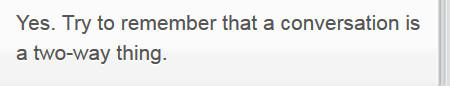 Yes. Try to remember that a conversation is
a two-way thing.